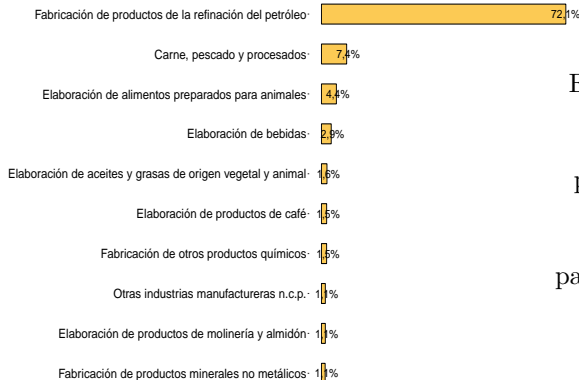 Fabricación de productos de la refinación del petróleo 72,1%
Carne, pescado y procesados 7,4%
Elaboración de alimentos preparados para animales 4,4%
Elaboración de bebidas 2,9%
Elaboración de aceites y grasas de origen vegetal y animal 1,6%
Elaboración de productos de café 1,5%
Fabricación de otros productos químicos 1,5%
Otras industrias manufactureras n.c.p. 1,1%
Elaboración de productos de molinería y almidón 1,1%
Fabricación de productos minerales no metálicos 1,1%